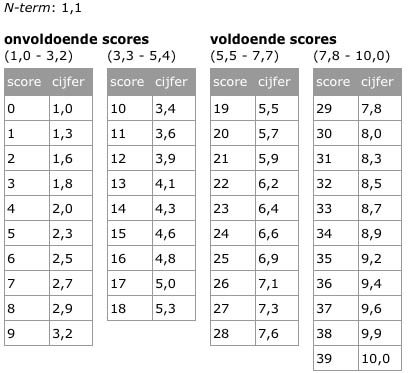 N-term: 1,1
onvoldoende scores voldoende scores
(1,0 - 3,2) (3,3 - 5,4) (5,5 - 7,7) (7,8 - 10,0)
score cijfer score cijfer score cijfer score cijfer
0 1,0 10 3,4 19 5,5 29 7,8
1 1,3 11 3,6 20 5,7 30 8,0
2 1,6 12 3,9 21 5,9 31 8,3
3 1,8 13 4,1 22 6,2 32 8,5
4 2,0 14 4,3 23 6,4 33 8,7
5 2,3 15 4,6 24 6,6 34 8,9
6 2,5 16 4,8 25 6,9 35 9,2
7 2,7 17 5,0 26 7,1 36 9,4
8 2,9 18 5,3 27 7,3 37 9,6
9 3,2 28 7,6 38 9,9
39 10,0